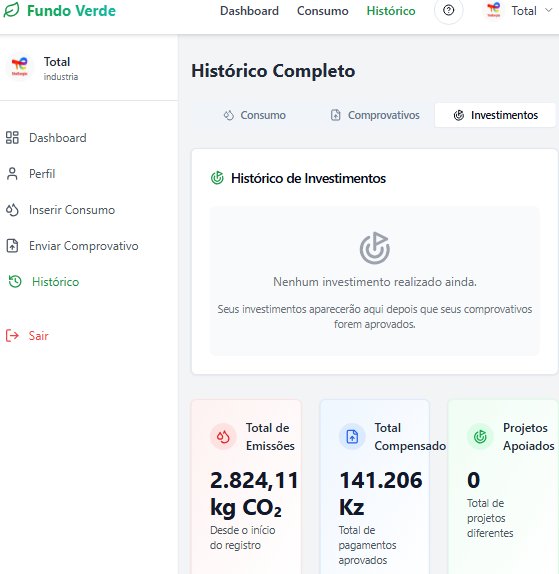 Fundo Verde
Dashboard Consumo Histórico Total
Total
industria
Dashboard
Perfil
Inserir Consumo
Enviar Comprovativo
Histórico
Sair
Histórico Completo
Consumo Comprovativos Investimentos
Histórico de Investimentos
Nenhum investimento realizado ainda.
Seus investimentos aparecerão aqui depois que seus comprovativos
forem aprovados.
Total de
Emissões
2.824,11
kg CO₂
Desde o início
do registro
Total
Compensado
141.206
Kz
Total de
pagamentos
aprovados
Projetos
Apoiados
0
Total de
projetos
diferentes